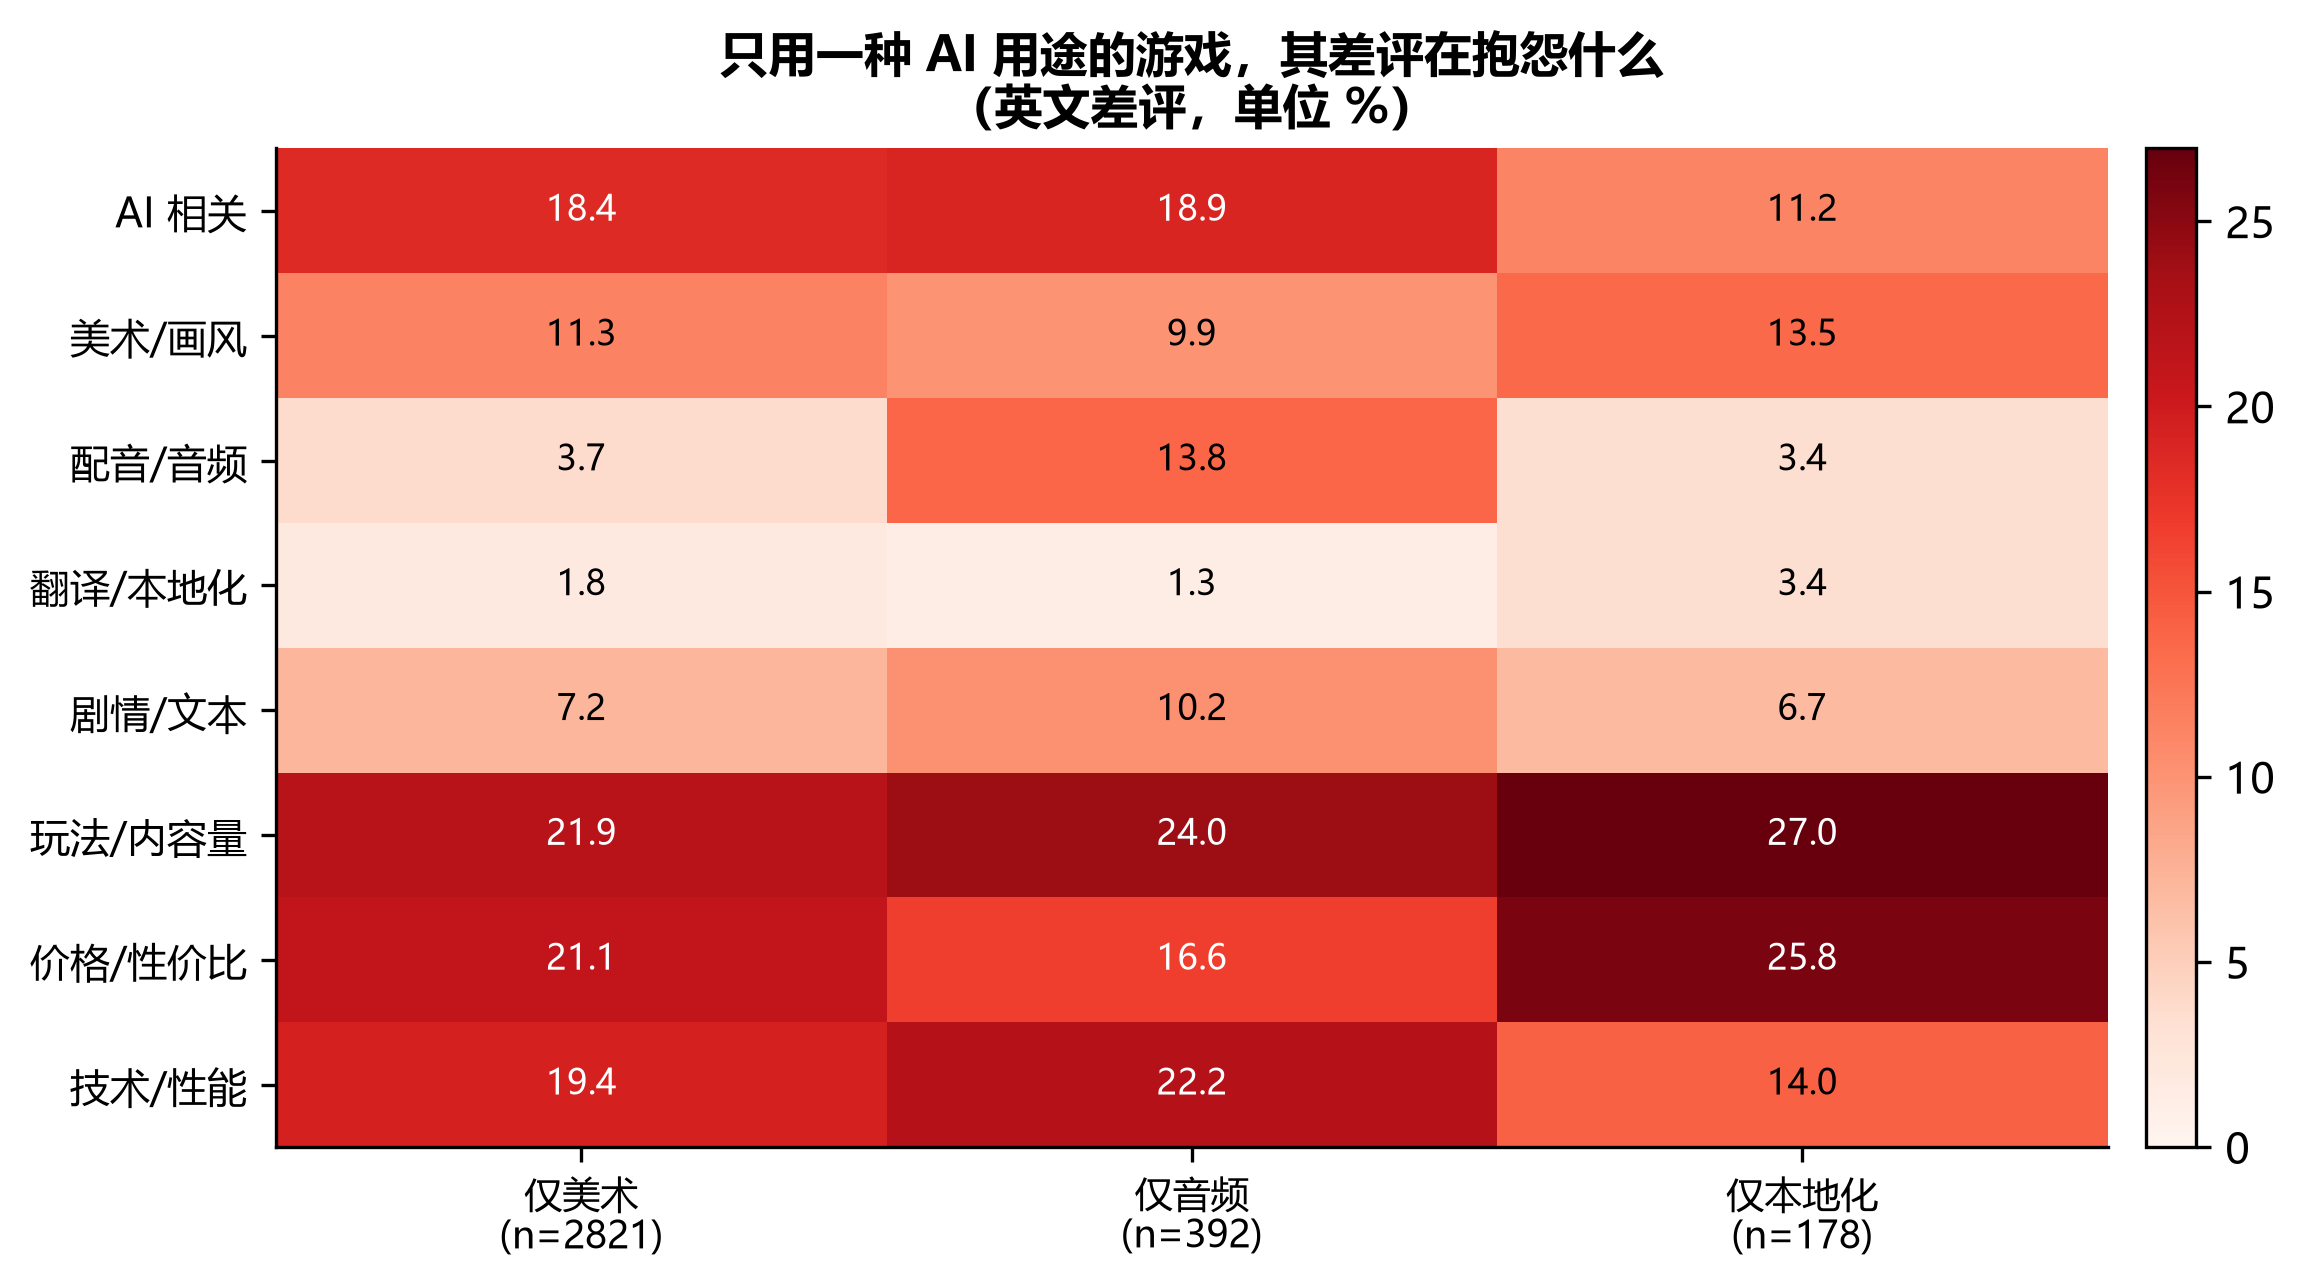 只用一种 AI 用途的游戏，其差评在抱怨什么
(英文差评，单位 %)
AI 相关
18.4
18.9
11.2
美术/画风
11.3
9.9
13.5
配音/音频
3.7
13.8
3.4
翻译/本地化
1.8
1.3
3.4
剧情/文本
7.2
10.2
6.7
玩法/内容量
21.9
24.0
27.0
价格/性价比
21.1
16.6
25.8
技术/性能
19.4
22.2
14.0
仅美术
(n=2821)
仅音频
(n=392)
仅本地化
(n=178)
25
20
15
10
5
0